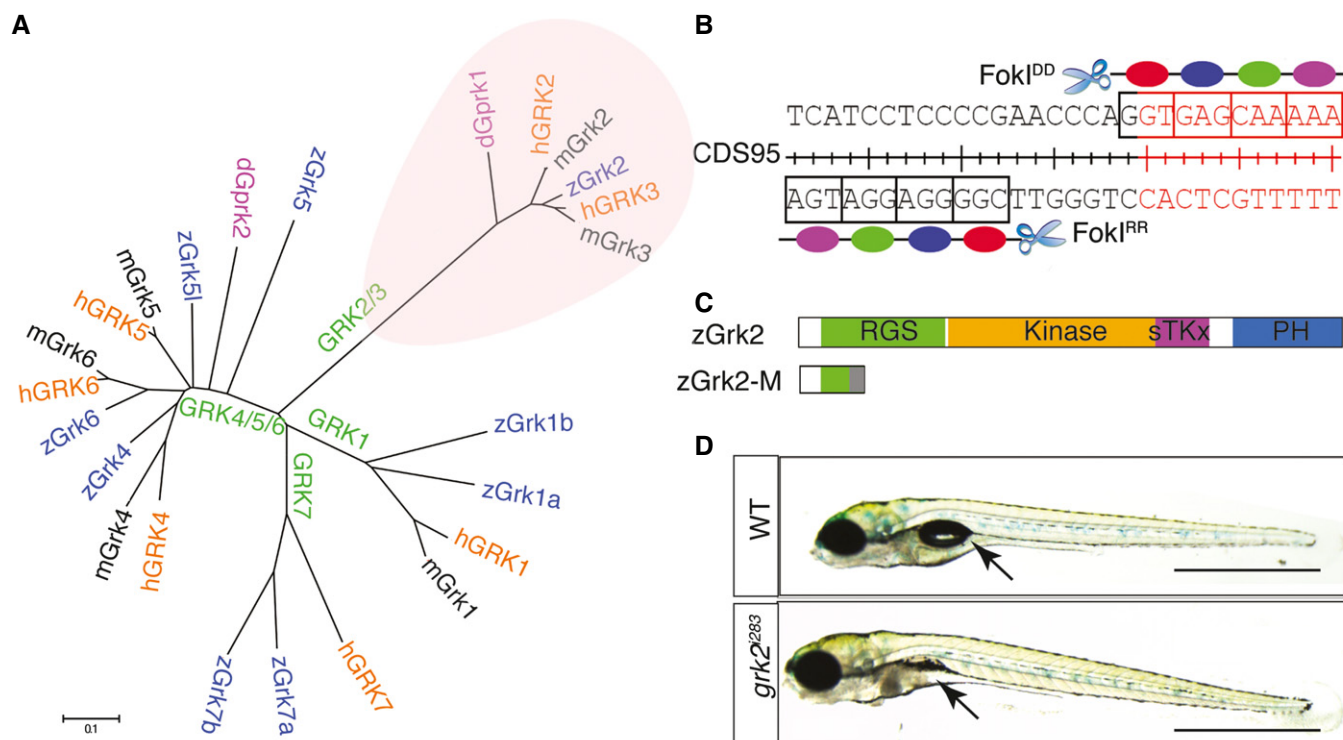 A
dGprk1
hGRK2
mGrk2
zGrk2
hGRK3
mGrk3
GRK2/3
zGrk5
dGprk2
zGrk5l
mGrk5
hGRK5
mGrk6
hGRK6
zGrk6
zGrk4
mGrk4
hGRK4
GRK4/5/6
GRK1
GRK7
zGrk1b
zGrk1a
hGRK1
mGrk1
hGRK7
zGrk7a
zGrk7b
0.1
B
FokI^DD
TCATCCTCCCCGAACCCAGGTGAGCAAAAA
CDS95
AGTAGGAGGGGCTTGGGTCCACTCGTTTTT
FokI^RR
C
zGrk2 RGS Kinase sTKx PH
zGrk2-M
D
WT
grk2^i283